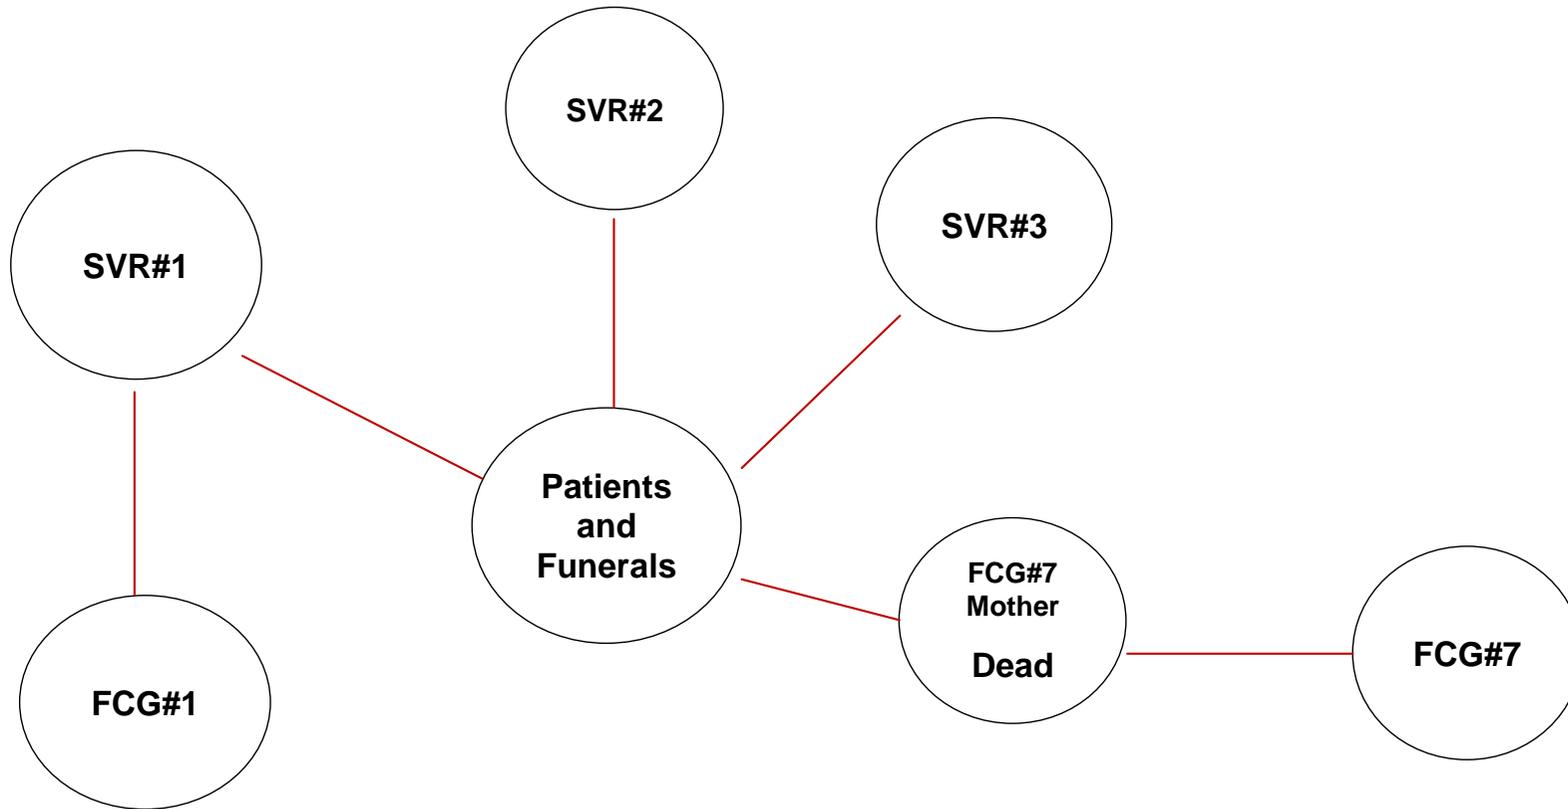 SVR#2
SVR#3
SVR#1
Patients
and
Funerals
FCG#7
Mother
Dead
FCG#7
FCG#1